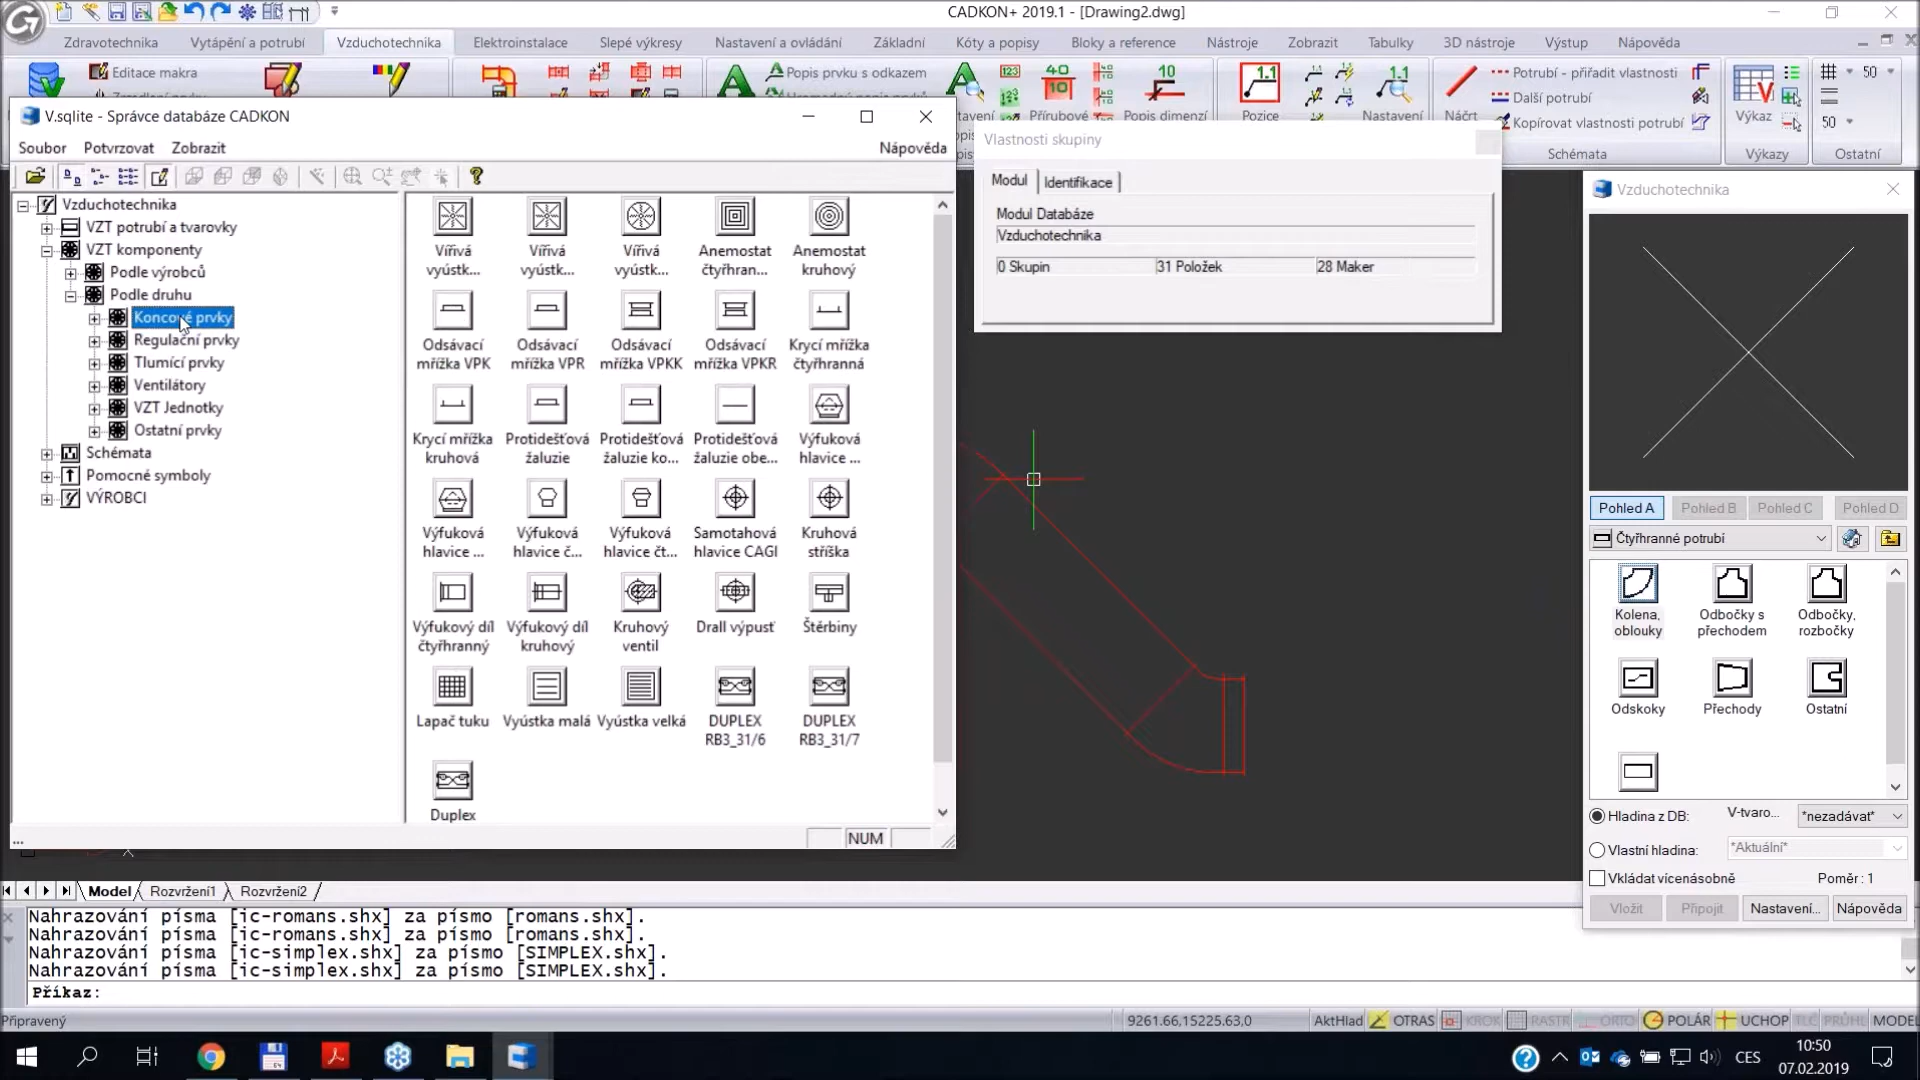 CADKON+ 2019.1 - [Drawing2.dwg]
Zdravotechnika Vytápění a potrubí Vzduchotechnika Elektroinstalace Slepé výkresy Nastavení a ovládání Základní Kóty a popisy Bloky a reference Nástroje Zobrazit Tabulky 3D nástroje Výstup Nápověda
Editace makra
Popis prvku s odkazem
Přírubové
Popis dimenzí
Pozice
Nastavení
Náčrt
Potrubí - přiřadit vlastnosti
Další potrubí
Kopírovat vlastnosti potrubí
Schémata
Výkaz
Výkazy
50
50
Ostatní
V.sqlite - Správce databáze CADKON
Soubor Potvrzovat Zobrazit Nápověda
Vzduchotechnika
VZT potrubí a tvarovky
VZT komponenty
Podle výrobců
Podle druhu
Koncové prvky
Regulační prvky
Tlumící prvky
Ventilátory
VZT Jednotky
Ostatní prvky
Schémata
Pomocné symboly
VÝROBCI
Vířivá vyústk...
Vířivá vyústk...
Vířivá vyústk...
Anemostat čtyřhran...
Anemostat kruhový
Odsávací mřížka VPK
Odsávací mřížka VPR
Odsávací mřížka VPKK
Odsávací mřížka VPKR
Krycí mřížka čtyřhranná
Krycí mřížka kruhová
Protidešťová žaluzie
Protidešťová žaluzie ko...
Protidešťová žaluzie obe...
Výfuková hlavice ...
Výfuková hlavice ...
Výfuková hlavice č...
Výfuková hlavice čt...
Samotahová hlavice CAGI
Kruhová stříška
Výfukový díl čtyřhranný
Výfukový díl kruhový
Kruhový ventil
Drall výpusť
Štěrbiny
Lapač tuku
Vyústka malá
Vyústka velká
DUPLEX RB3_31/6
DUPLEX RB3_31/7
Duplex
... NUM
Vlastnosti skupiny
Modul Identifikace
Modul Databáze
Vzduchotechnika
0 Skupin 31 Položek 28 Maker
Vzduchotechnika
Pohled A Pohled B Pohled C Pohled D
Čtyřhranné potrubí
Kolena, oblouky
Odbočky s přechodem
Odbočky, rozbočky
Odskoky
Přechody
Ostatní
Hladina z DB: V-tvaro... *nezadávat*
Vlastní hladina: *Aktuální*
Vkládat vícenásobně Poměr : 1
Vložit Připojit Nastavení... Nápověda
Model Rozvržení1 Rozvržení2
Nahrazování písma [ic-romans.shx] za písmo [romans.shx].
Nahrazování písma [ic-romans.shx] za písmo [romans.shx].
Nahrazování písma [ic-simplex.shx] za písmo [SIMPLEX.shx].
Nahrazování písma [ic-simplex.shx] za písmo [SIMPLEX.shx].
Příkaz:
Připravený
9261.66,15225.63,0 AktHlad OTRAS KROK RASTR ORTO POLÁR UCHOP TLČ PRŮHL MODEL
CES
10:50
07.02.2019